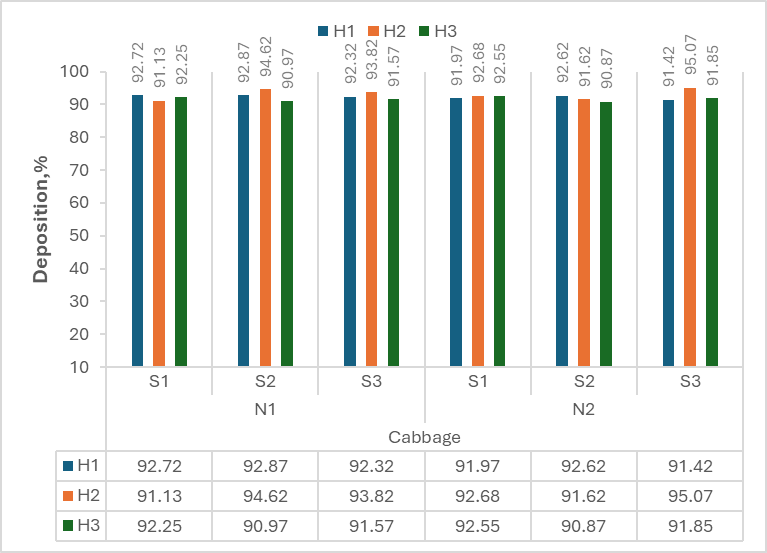 H1 H2 H3
92.72 91.13 92.25 92.87 94.62 90.97 92.32 93.82 91.57 91.97 92.68 92.55 92.62 91.62 90.87 91.42 95.07 91.85
Deposition,%
100
90
80
70
60
50
40
30
20
10
S1 S2 S3 S1 S2 S3
N1 N2
Cabbage
H1 92.72 92.87 92.32 91.97 92.62 91.42
H2 91.13 94.62 93.82 92.68 91.62 95.07
H3 92.25 90.97 91.57 92.55 90.87 91.85